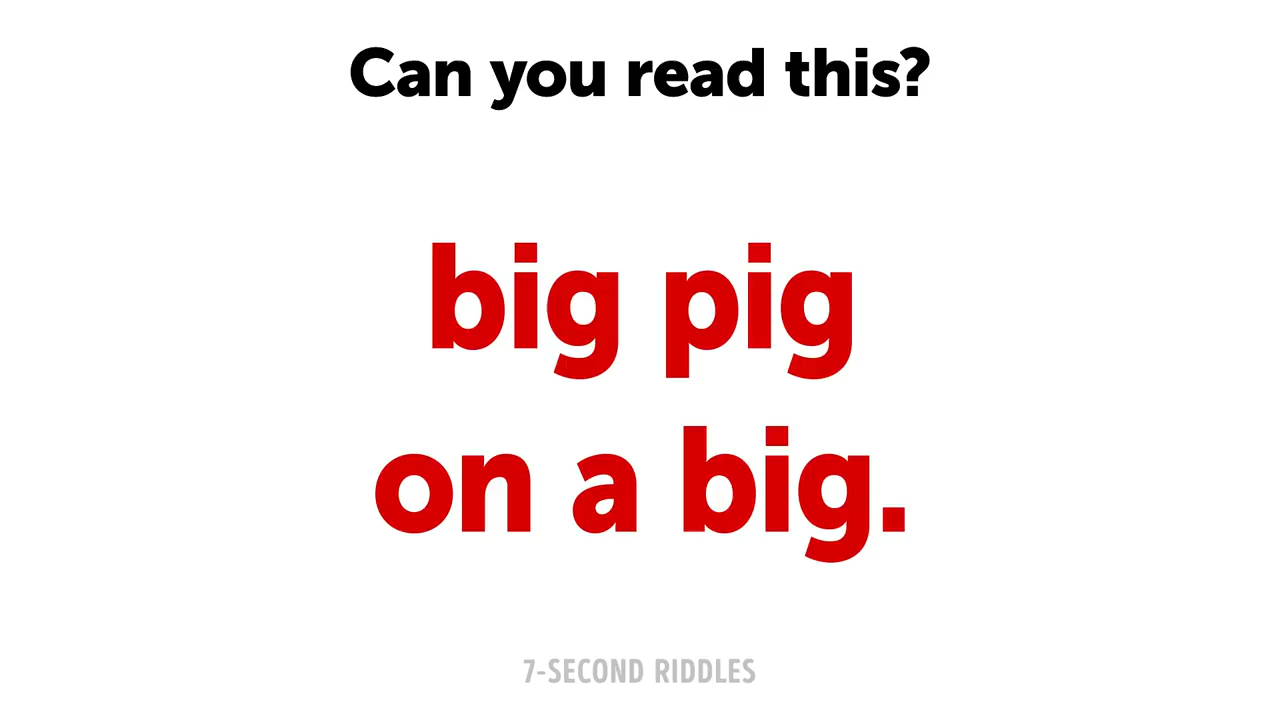 Can you read this?
big pig
on a big.
7-SECOND RIDDLES